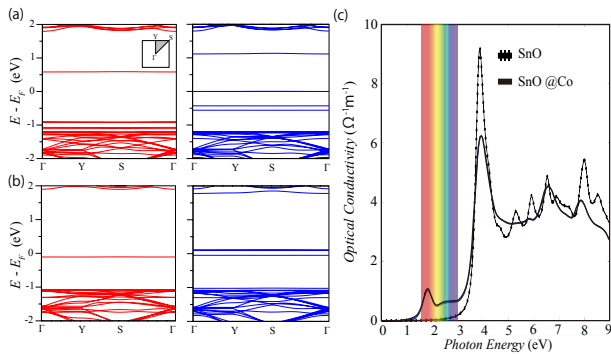 (a)
2
1
0
-1
-2
E - E_F (eV)
Y S
Γ
Γ Y S Γ
Γ Y S Γ
(b)
2
1
0
-1
-2
E - E_F (eV)
Γ Y S Γ
Γ Y S Γ
(c)
10
8
6
4
2
0
Optical Conductivity (Ω⁻¹m⁻¹)
SnO
SnO @Co
0 1 2 3 4 5 6 7 8 9
Photon Energy (eV)